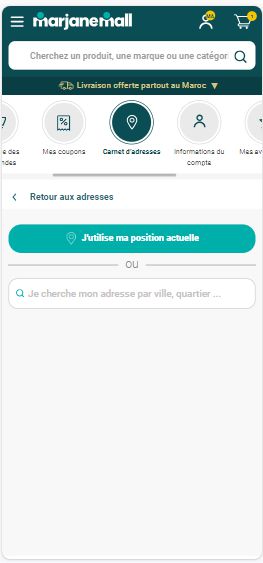 marjanemall
Cherchez un produit, une marque ou une catégor
Livraison offerte partout au Maroc ▼
Mes coupons
Carnet d'adresses
Informations du
compte
Mes av
e des
ndes
Retour aux adresses
J'utilise ma position actuelle
ou
Je cherche mon adresse par ville, quartier ...